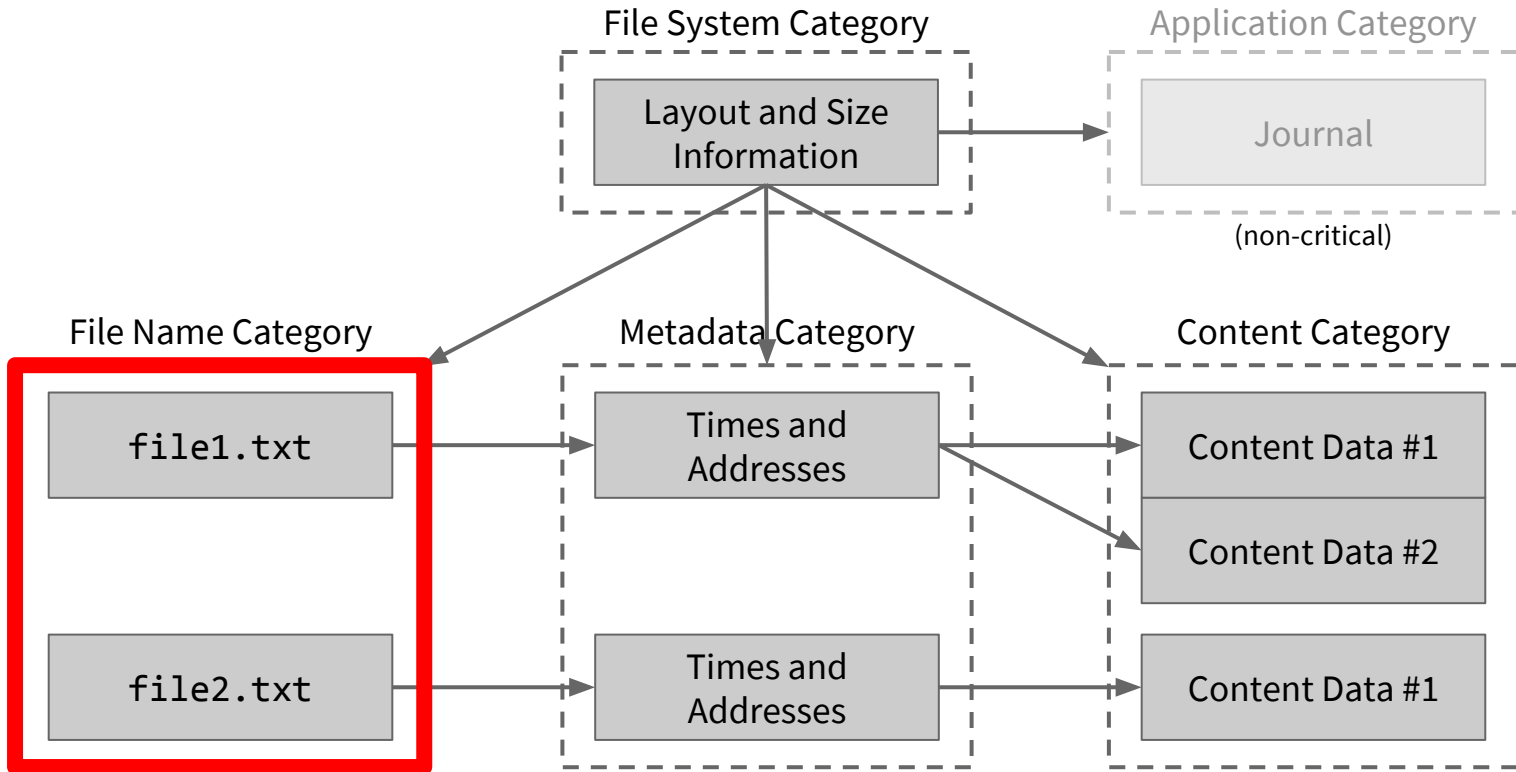 File System Category
Application Category
Layout and Size
Information
Journal
(non-critical)
File Name Category
Metadata Category
Content Category
file1.txt
Times and
Addresses
Content Data #1
Content Data #2
file2.txt
Times and
Addresses
Content Data #1